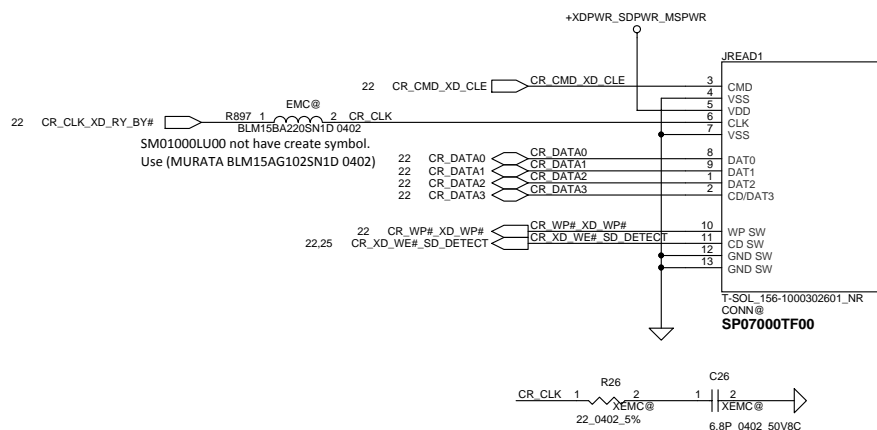 +XDPWR_SDPWR_MSPWR
JREAD1
22 CR_CMD_XD_CLE CR_CMD_XD_CLE 3 CMD
4 VSS
5 VDD
22 CR_CLK_XD_RY_BY# R897 1 EMC@ 2 CR_CLK 6 CLK
BLM15BA220SN1D 0402 7 VSS
SM01000LU00 not have create symbol.
Use (MURATA BLM15AG102SN1D 0402)
22 CR_DATA0 CR_DATA0 8 DAT0
22 CR_DATA1 CR_DATA1 9 DAT1
22 CR_DATA2 CR_DATA2 1 DAT2
22 CR_DATA3 CR_DATA3 2 CD/DAT3
22 CR_WP#_XD_WP# CR_WP#_XD_WP# 10 WP SW
22,25 CR_XD_WE#_SD_DETECT CR_XD_WE#_SD_DETECT 11 CD SW
12 GND SW
13 GND SW
T-SOL_156-1000302601_NR
CONN@
SP07000TF00
R26 C26
CR_CLK 1 2 1 2
XEMC@ XEMC@
22_0402_5% 6.8P_0402_50V8C